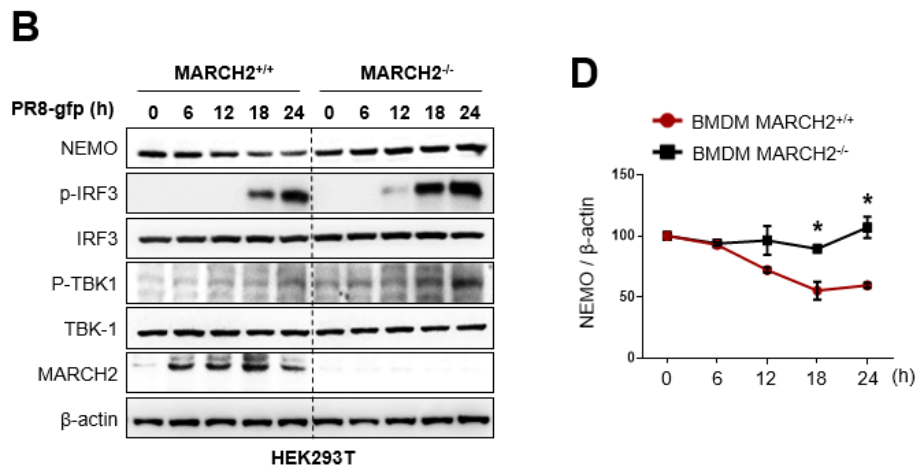 B
MARCH2+/+ MARCH2-/-
PR8-gfp (h) 0 6 12 18 24 0 6 12 18 24
NEMO
p-IRF3
IRF3
P-TBK1
TBK-1
MARCH2
β-actin
HEK293T
D
BMDM MARCH2+/+
BMDM MARCH2-/-
NEMO / β-actin
150
100
50
0
* *
0 6 12 18 24 (h)